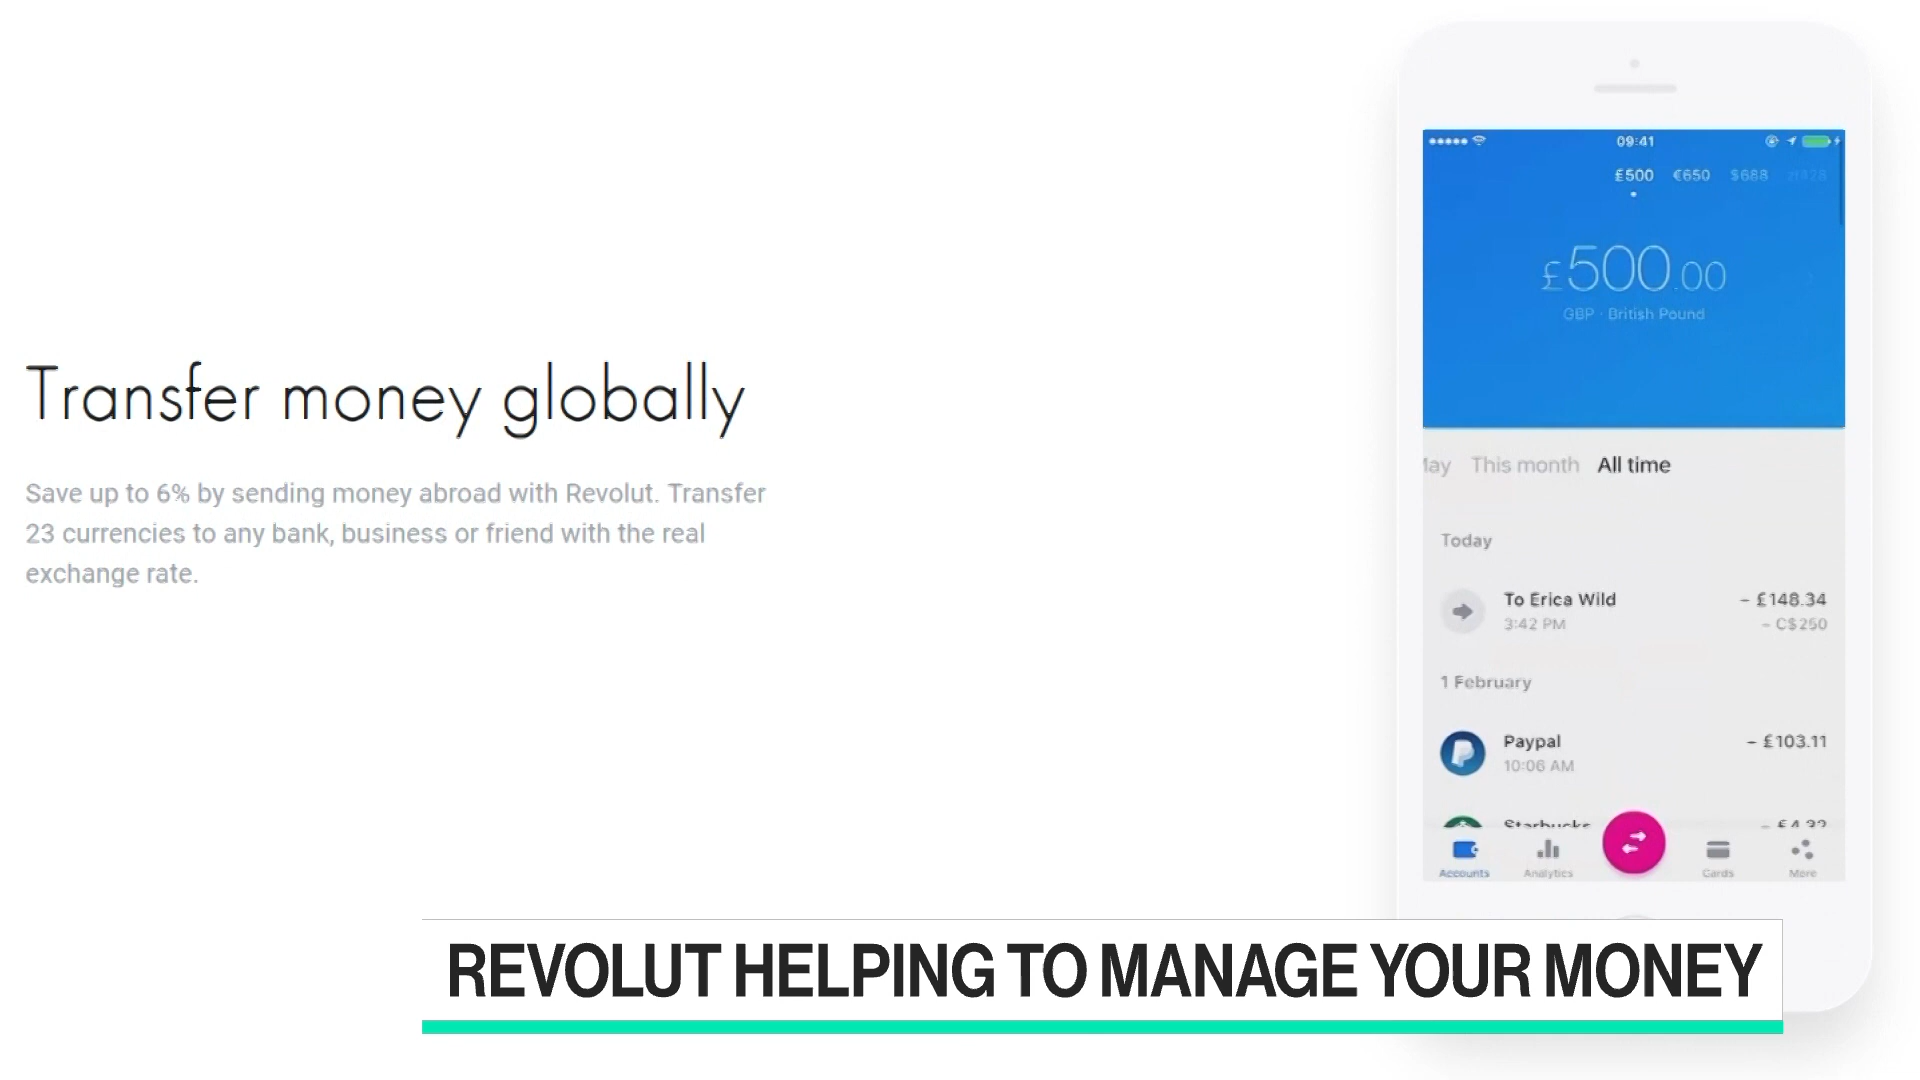 Transfer money globally
Save up to 6% by sending money abroad with Revolut. Transfer
23 currencies to any bank, business or friend with the real
exchange rate.
09:41
£500 €650 $688
£500.00
GBP · British Pound
This month All time
Today
To Erica Wild - £148.34
3:42 PM - C$250
1 February
Paypal - £103.11
10:06 AM
Starbucks - £4.32
Accounts Analytics Cards More
REVOLUT HELPING TO MANAGE YOUR MONEY